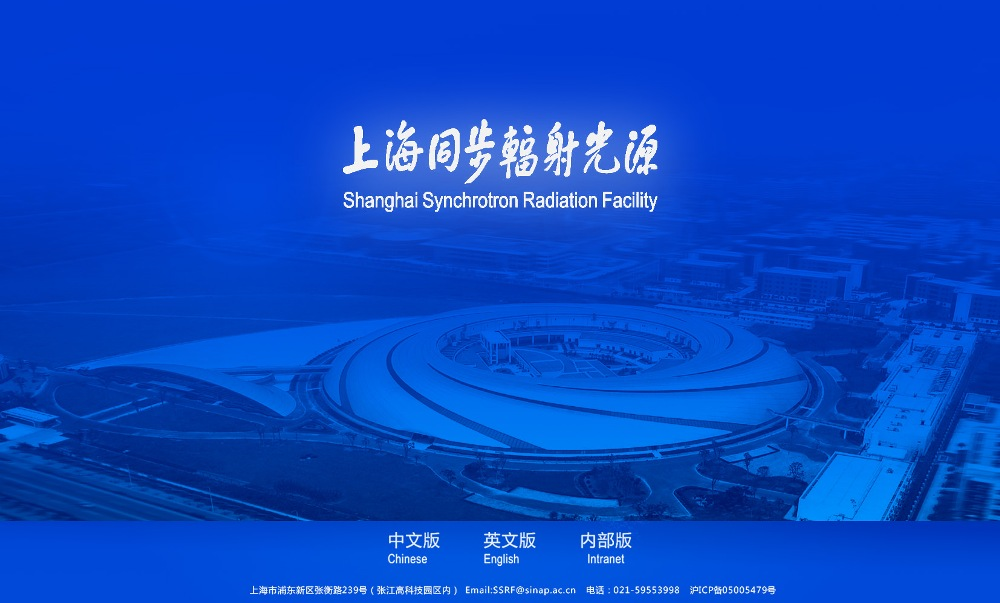 上海同步辐射光源
Shanghai Synchrotron Radiation Facility
中文版 英文版 内部版
Chinese English Intranet
上海市浦东新区张衡路239号（张江高科技园区内） Email:SSRF@sinap.ac.cn 电话：021-59553998 沪ICP备05005479号